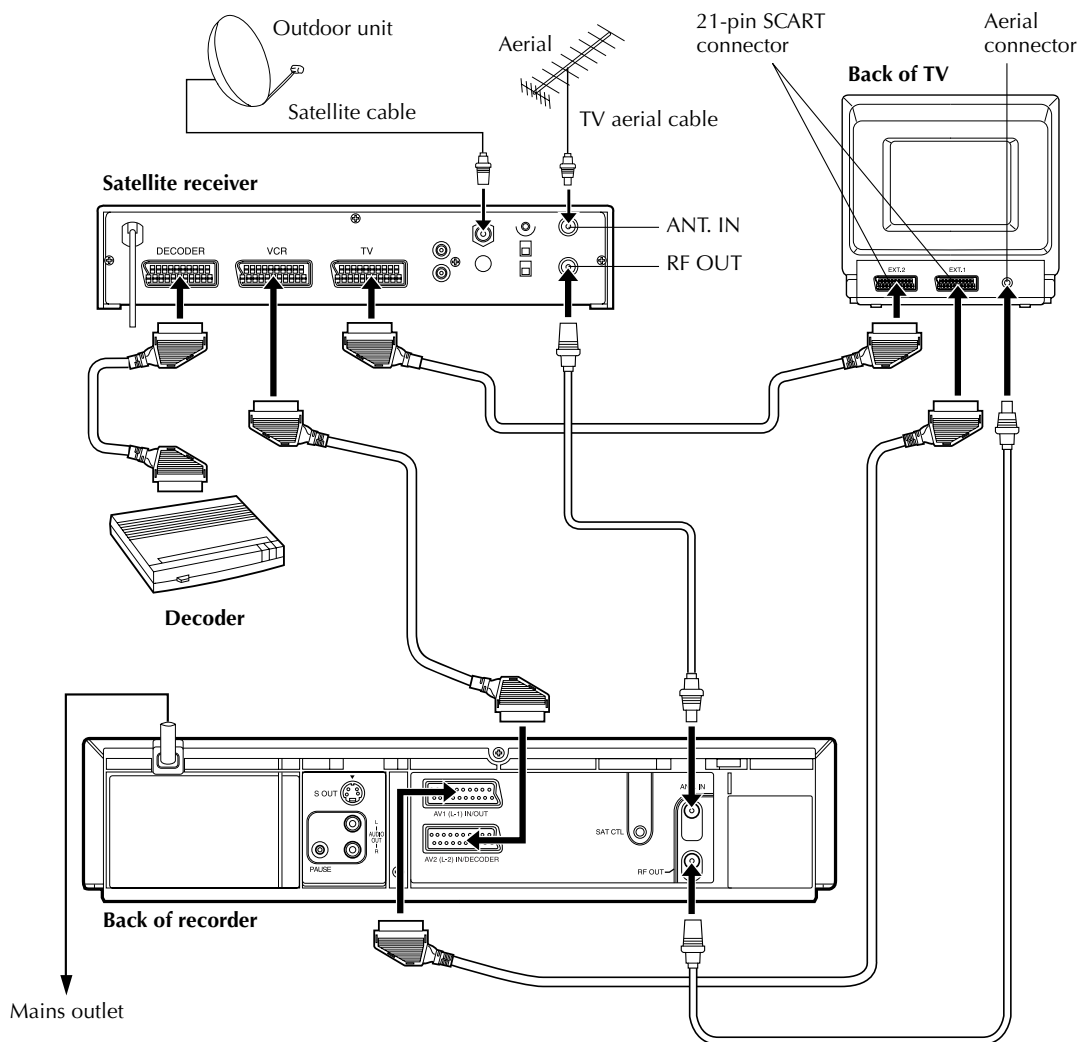 Outdoor unit
Satellite cable
Aerial
TV aerial cable
21-pin SCART
connector
Aerial
connector
Back of TV
EXT.2
EXT.1
Satellite receiver
DECODER
VCR
TV
ANT. IN
RF OUT
Decoder
S OUT
L
AUDIO
OUT
R
PAUSE
AV1 (L-1) IN/OUT
AV2 (L-2) IN/DECODER
SAT CTL
IN
RF OUT
Back of recorder
Mains outlet